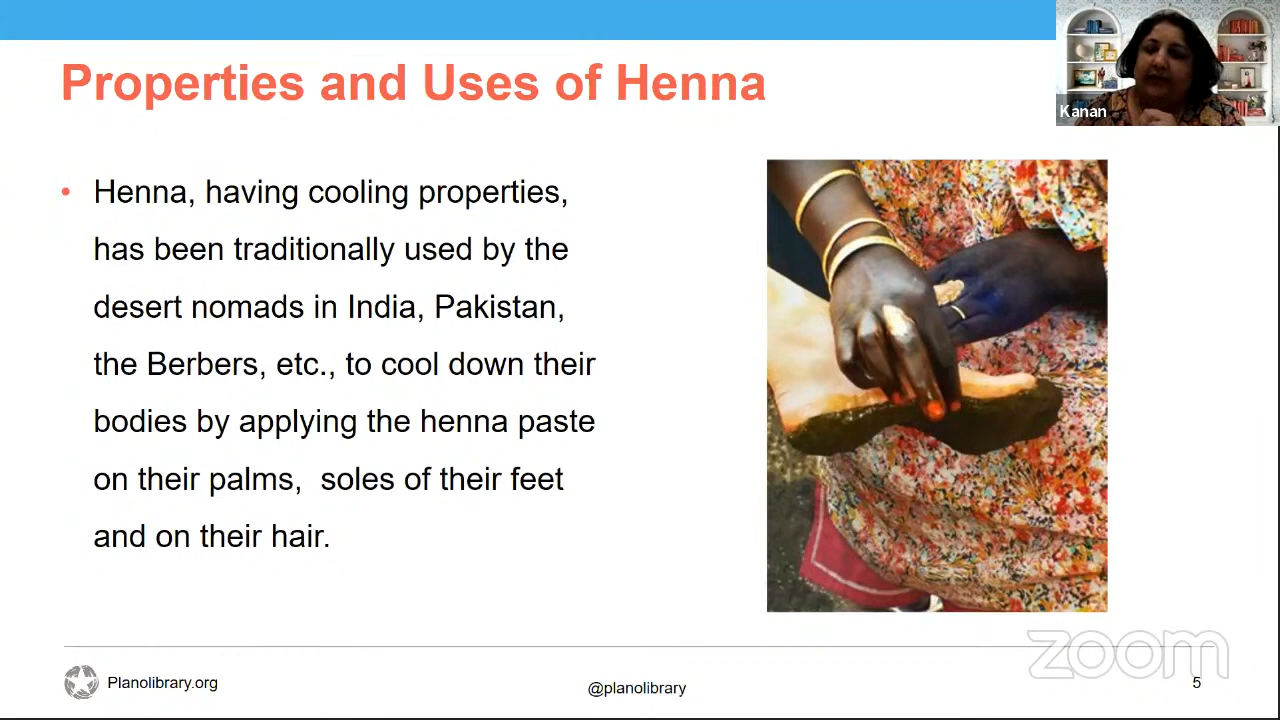 Properties and Uses of Henna
Kanan
• Henna, having cooling properties,
has been traditionally used by the
desert nomads in India, Pakistan,
the Berbers, etc., to cool down their
bodies by applying the henna paste
on their palms,  soles of their feet
and on their hair.
zoom
Planolibrary.org
@planolibrary
5